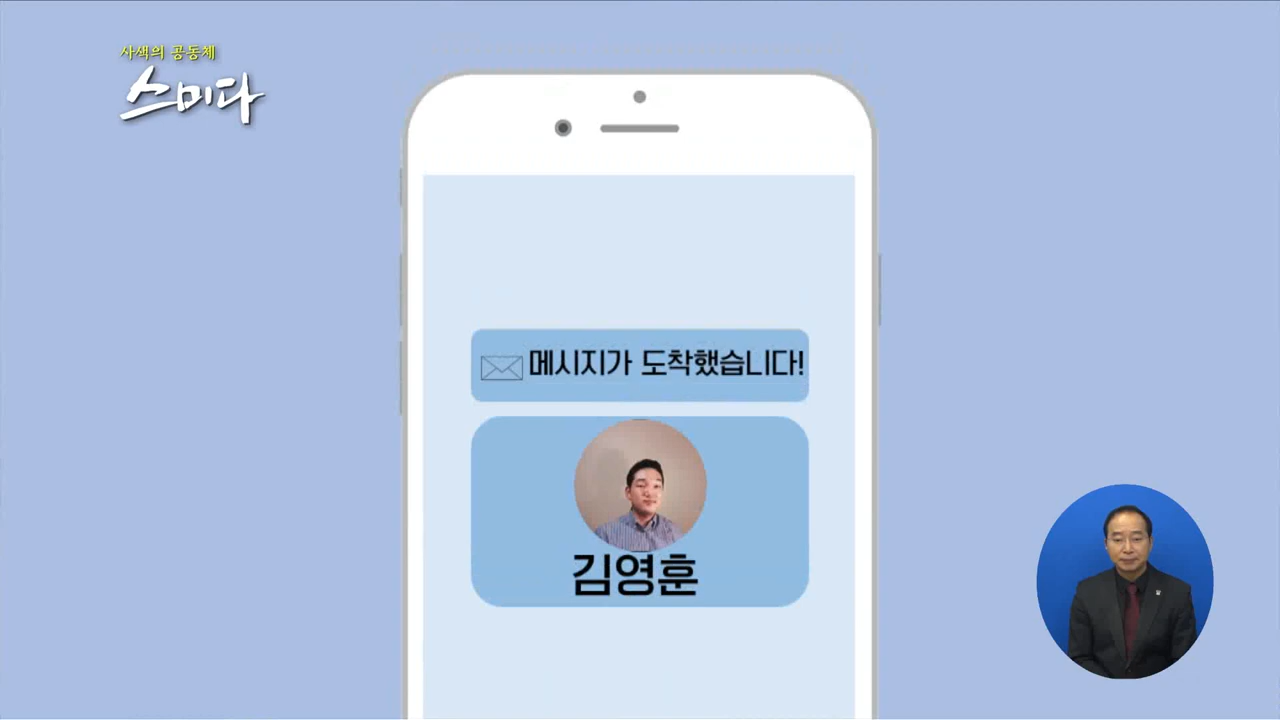 사색의 공동체
스미다
메시지가 도착했습니다!
김영훈